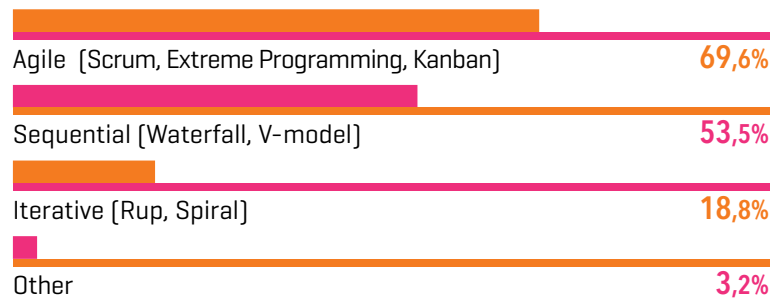 Agile (Scrum, Extreme Programming, Kanban) 69,6%
Sequential (Waterfall, V-model) 53,5%
Iterative (Rup, Spiral) 18,8%
Other 3,2%